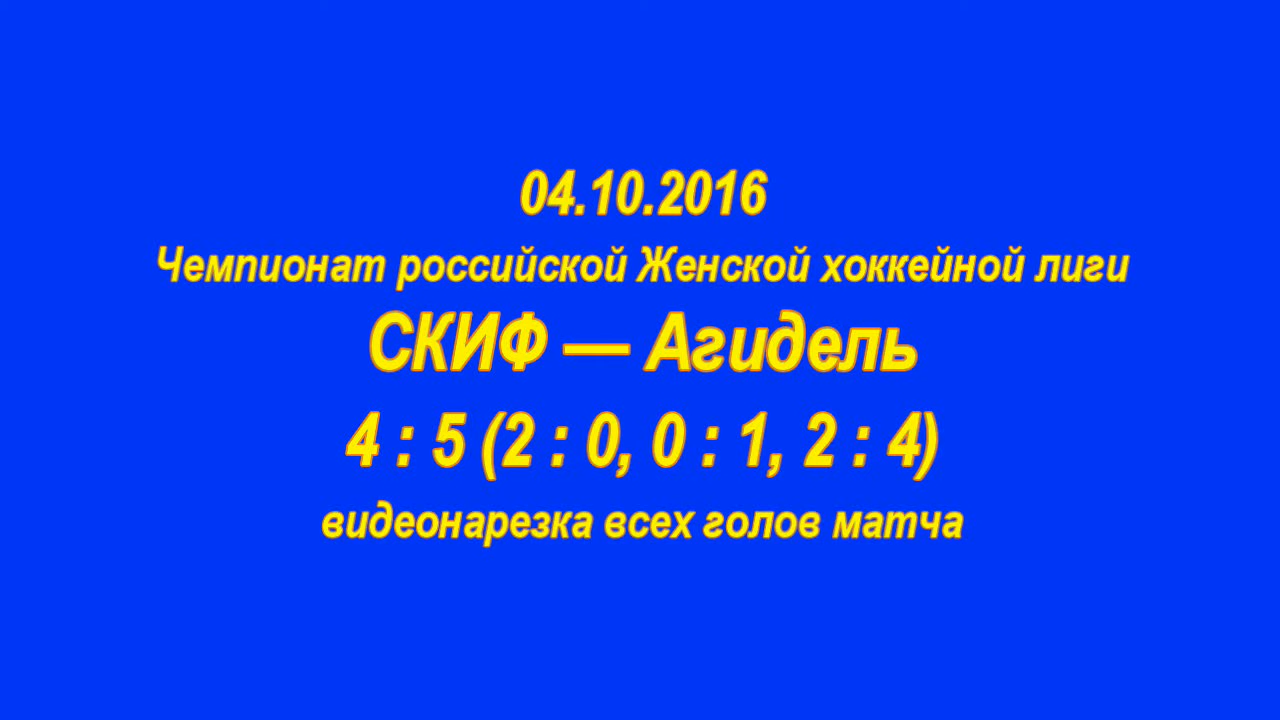 04.10.2016
Чемпионат российской Женской хоккейной лиги
СКИФ — Агидель
4 : 5 (2 : 0, 0 : 1, 2 : 4)
видеонарезка всех голов матча